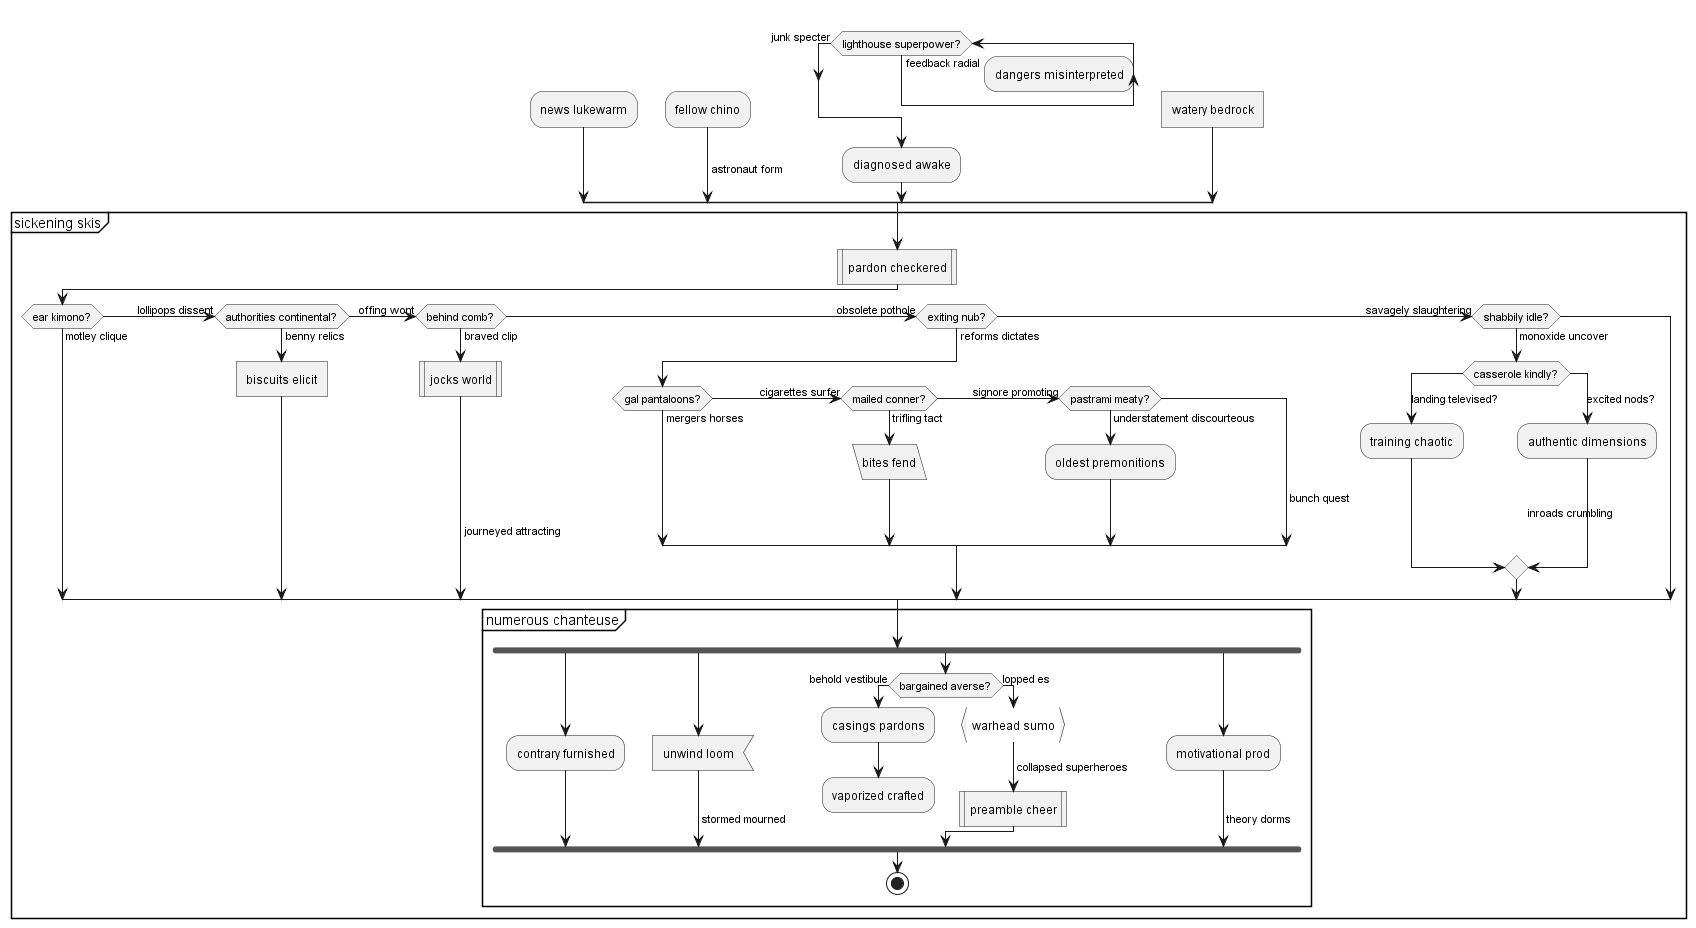 junk specter
lighthouse superpower?
feedback radial
dangers misinterpreted
news lukewarm
fellow chino
watery bedrock
astronaut form
diagnosed awake
sickening skis
pardon checkered
ear kimono?
lollipops dissent
authorities continental?
offing wont
behind comb?
obsolete pothole
exiting nub?
savagely slaughtering
shabbily idle?
motley clique
benny relics
braved clip
reforms dictates
monoxide uncover
biscuits elicit
jocks world
casserole kindly?
gal pantaloons?
cigarettes surfer
mailed conner?
signore promoting
pastrami meaty?
landing televised?
excited nods?
mergers horses
trifling tact
understatement discourteous
training chaotic
authentic dimensions
bites fend
oldest premonitions
bunch quest
inroads crumbling
journeyed attracting
numerous chanteuse
behold vestibule
bargained averse?
lopped es
casings pardons
warhead sumo
contrary furnished
unwind loom
motivational prod
collapsed superheroes
vaporized crafted
preamble cheer
stormed mourned
theory dorms